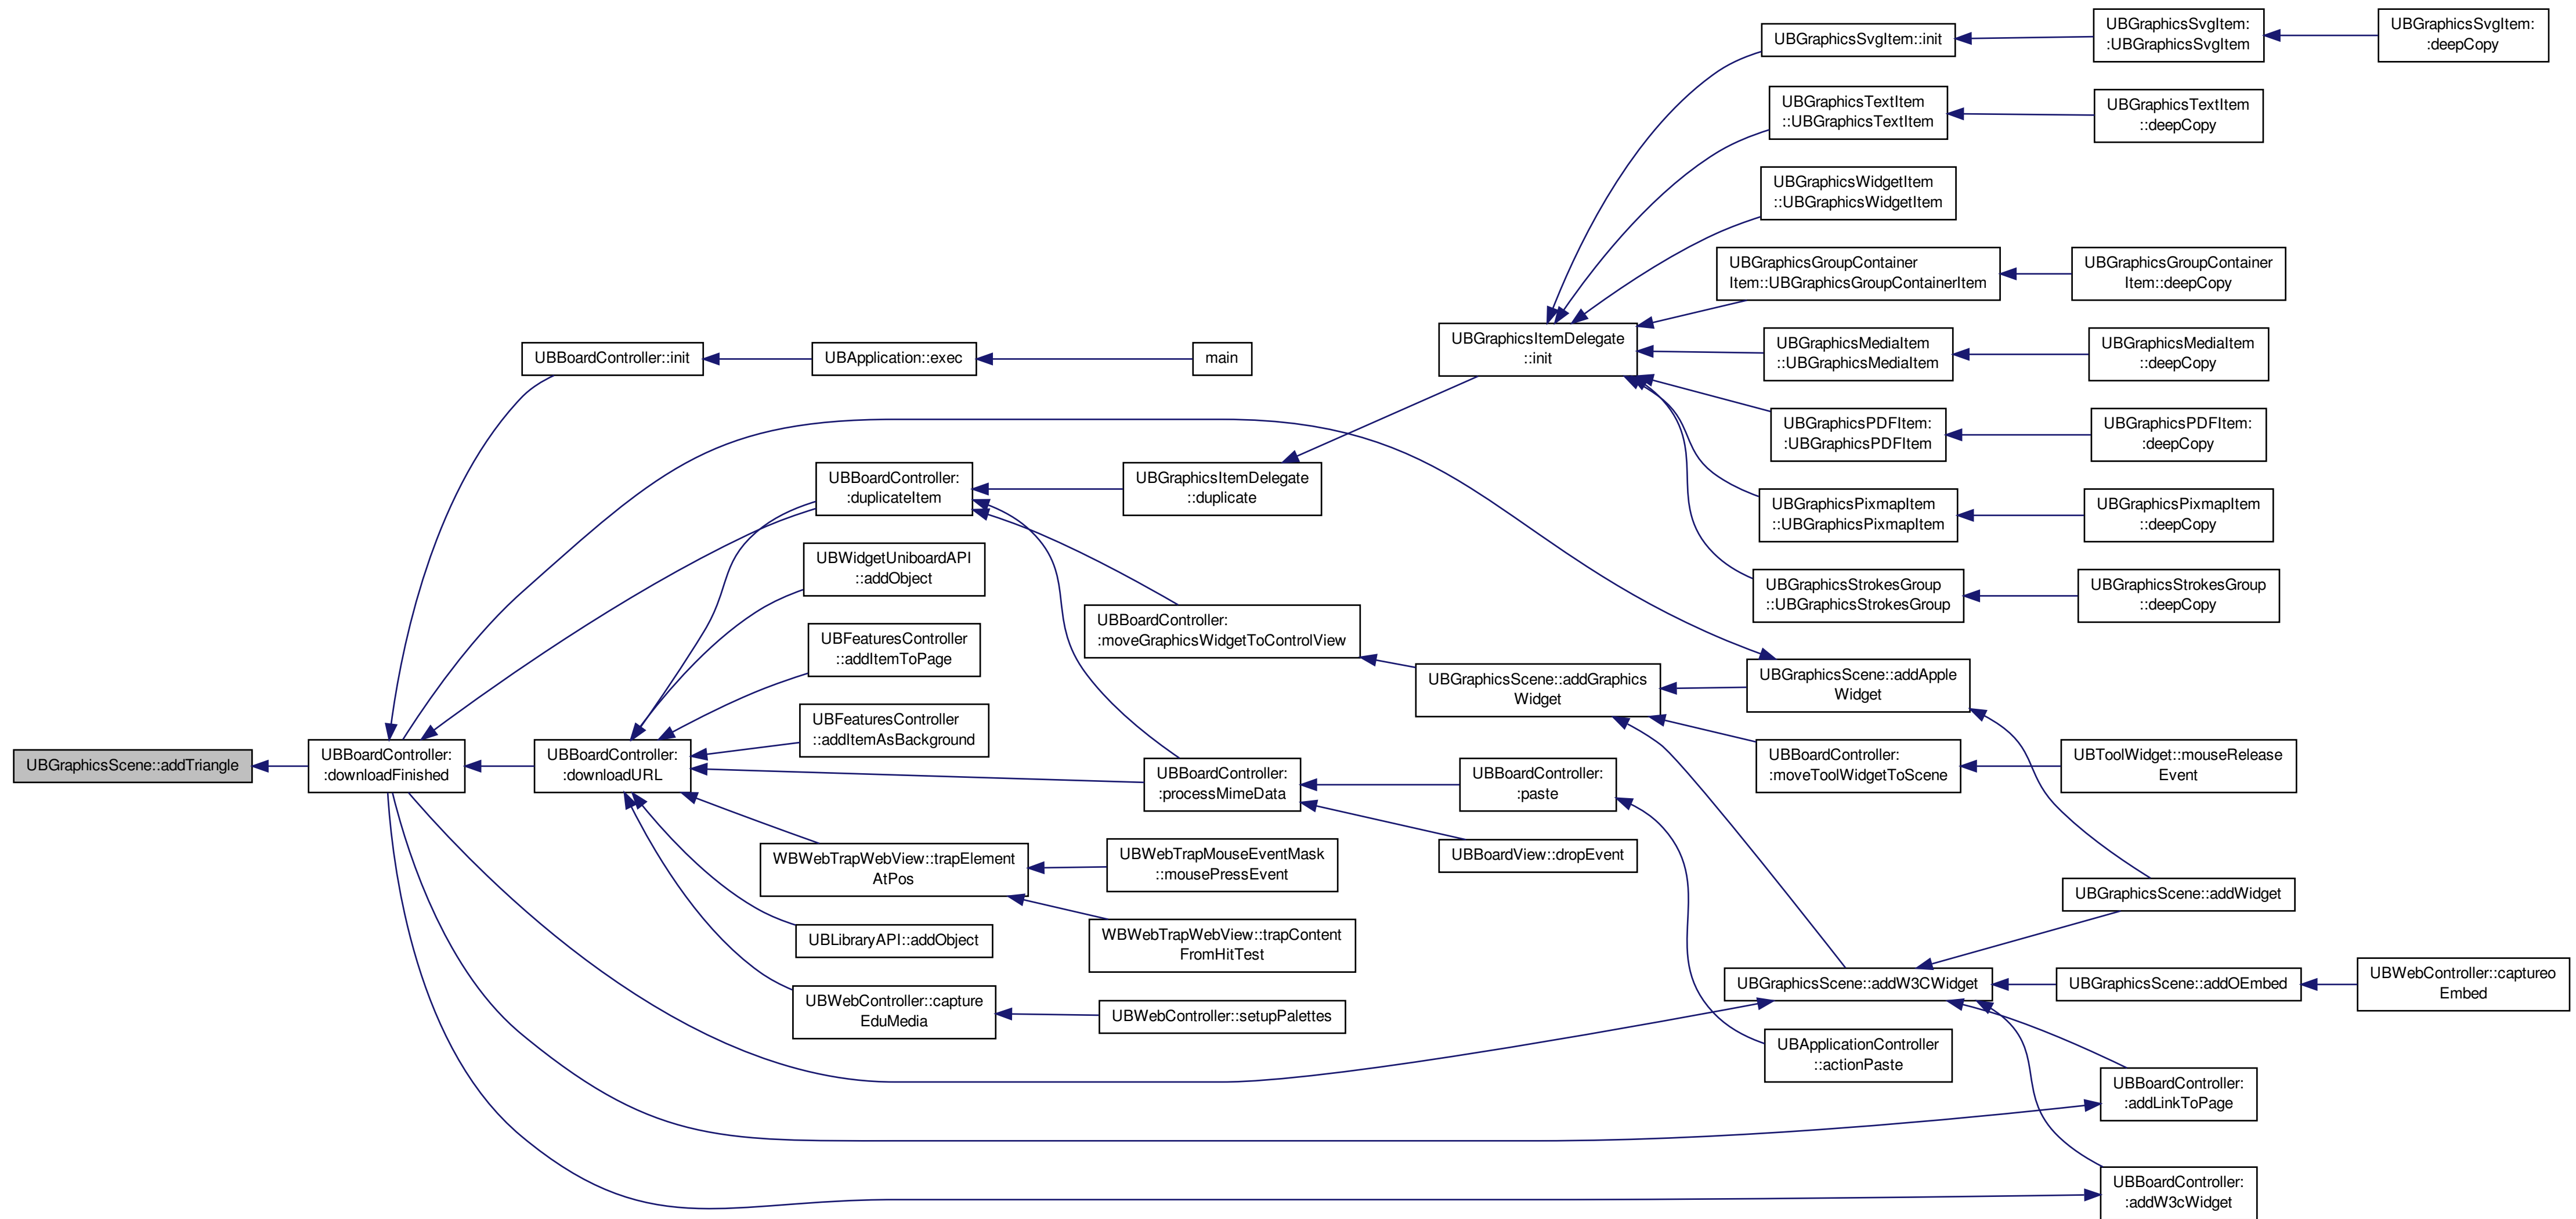 UBGraphicsScene::addTriangle
UBBoardController:
:downloadFinished
UBBoardController::init
UBApplication::exec
main
UBBoardController:
:duplicateItem
UBGraphicsItemDelegate
::duplicate
UBGraphicsItemDelegate
::init
UBGraphicsSvgItem::init
UBGraphicsSvgItem:
:UBGraphicsSvgItem
UBGraphicsSvgItem:
:deepCopy
UBGraphicsTextItem
::UBGraphicsTextItem
UBGraphicsTextItem
::deepCopy
UBGraphicsWidgetItem
::UBGraphicsWidgetItem
UBGraphicsGroupContainer
Item::UBGraphicsGroupContainerItem
UBGraphicsGroupContainer
Item::deepCopy
UBGraphicsMediaItem
::UBGraphicsMediaItem
UBGraphicsMediaItem
::deepCopy
UBGraphicsPDFItem:
:UBGraphicsPDFItem
UBGraphicsPDFItem:
:deepCopy
UBGraphicsPixmapItem
::UBGraphicsPixmapItem
UBGraphicsPixmapItem
::deepCopy
UBGraphicsStrokesGroup
::UBGraphicsStrokesGroup
UBGraphicsStrokesGroup
::deepCopy
UBBoardController:
:downloadURL
UBWidgetUniboardAPI
::addObject
UBFeaturesController
::addItemToPage
UBFeaturesController
::addItemAsBackground
UBBoardController:
:moveGraphicsWidgetToControlView
UBGraphicsScene::addGraphics
Widget
UBGraphicsScene::addApple
Widget
UBBoardController:
:moveToolWidgetToScene
UBToolWidget::mouseRelease
Event
UBBoardController:
:processMimeData
UBBoardController:
:paste
UBBoardView::dropEvent
WBWebTrapWebView::trapElement
AtPos
UBWebTrapMouseEventMask
::mousePressEvent
WBWebTrapWebView::trapContent
FromHitTest
UBLibraryAPI::addObject
UBWebController::capture
EduMedia
UBWebController::setupPalettes
UBGraphicsScene::addWidget
UBGraphicsScene::addW3CWidget
UBGraphicsScene::addOEmbed
UBWebController::captureo
Embed
UBApplicationController
::actionPaste
UBBoardController:
:addLinkToPage
UBBoardController:
:addW3cWidget